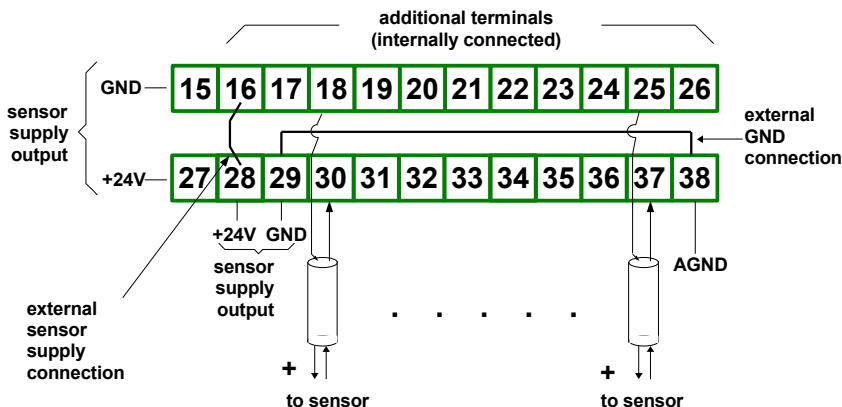 additional terminals
(internally connected)
GND
15 16 17 18 19 20 21 22 23 24 25 26
sensor
supply
output
external
GND
connection
+24V
27 28 29 30 31 32 33 34 35 36 37 38
+24V GND
sensor
supply
output
AGND
external
sensor
supply
connection
. . . . .
+ +
to sensor to sensor